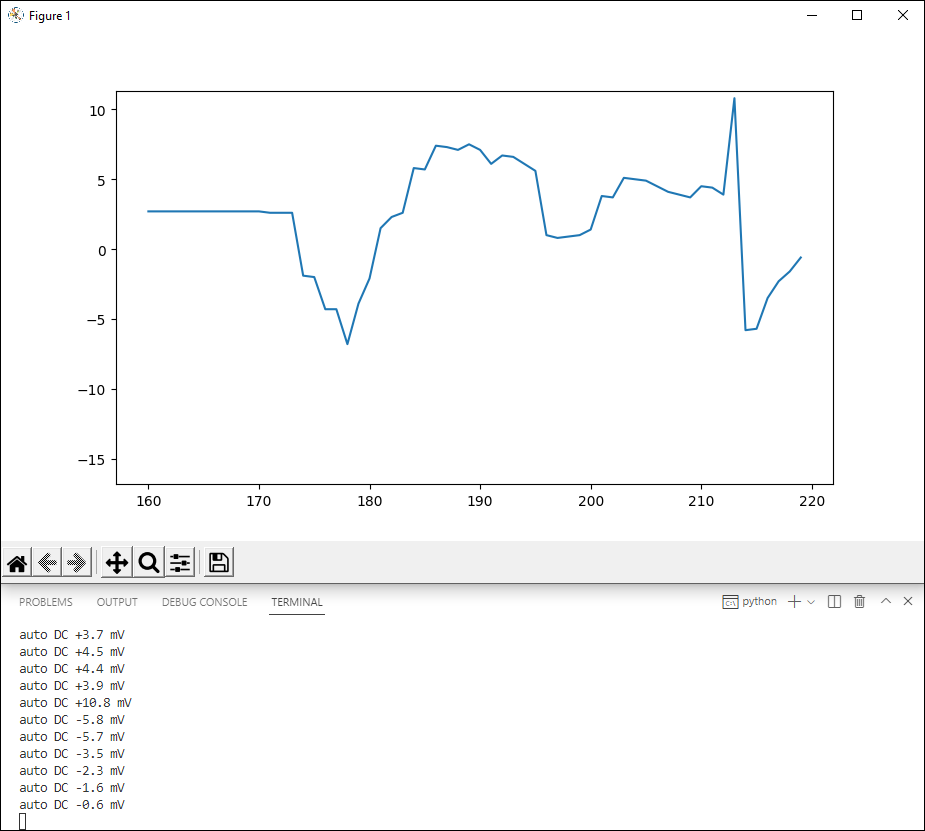 Figure 1
10
5
0
−5
−10
−15
160 170 180 190 200 210 220
PROBLEMS OUTPUT DEBUG CONSOLE TERMINAL python
auto DC +3.7 mV
auto DC +4.5 mV
auto DC +4.4 mV
auto DC +3.9 mV
auto DC +10.8 mV
auto DC -5.8 mV
auto DC -5.7 mV
auto DC -3.5 mV
auto DC -2.3 mV
auto DC -1.6 mV
auto DC -0.6 mV